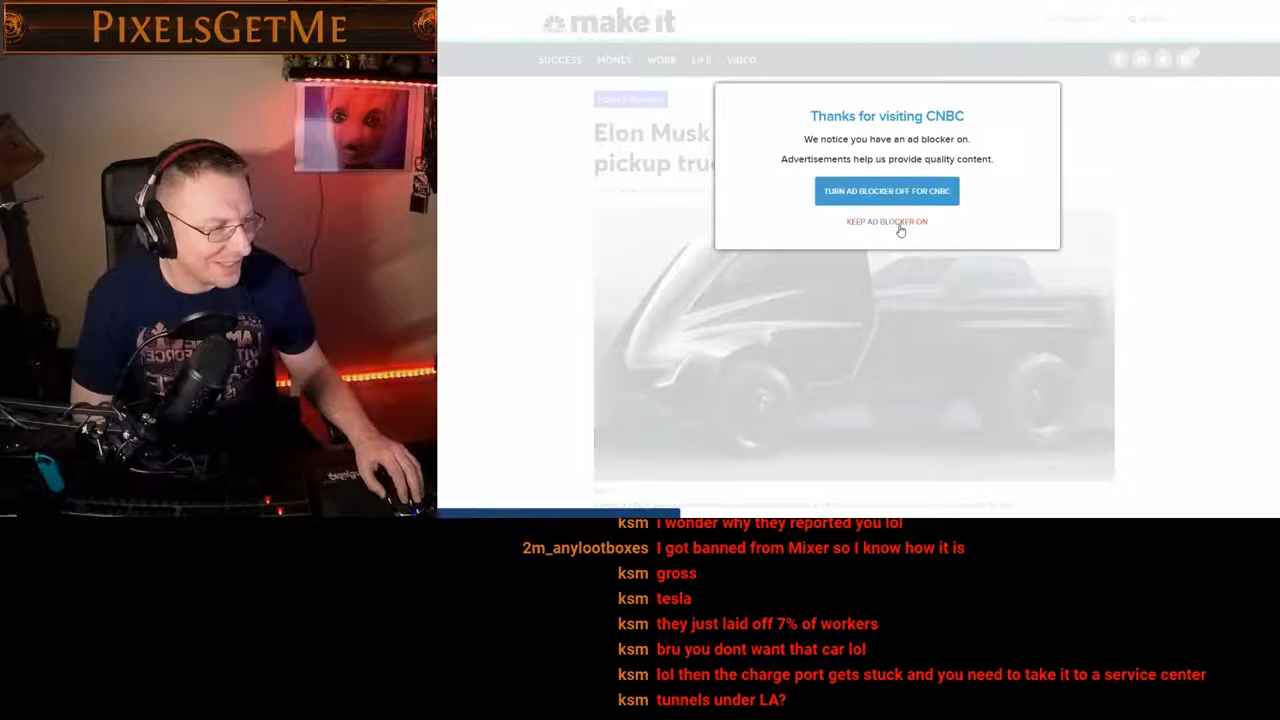 PIXELSGETME
make it
SUCCESS MONEY WORK LIFE VIDEO
Elon Musk
pickup truc
Thanks for visiting CNBC
We notice you have an ad blocker on.
Advertisements help us provide quality content.
TURN AD BLOCKER OFF FOR CNBC
KEEP AD BLOCKER ON
ksm i wonder why they reported you lol
2m_anylootboxes I got banned from Mixer so I know how it is
ksm gross
ksm tesla
ksm they just laid off 7% of workers
ksm bru you dont want that car lol
ksm lol then the charge port gets stuck and you need to take it to a service center
ksm tunnels under LA?